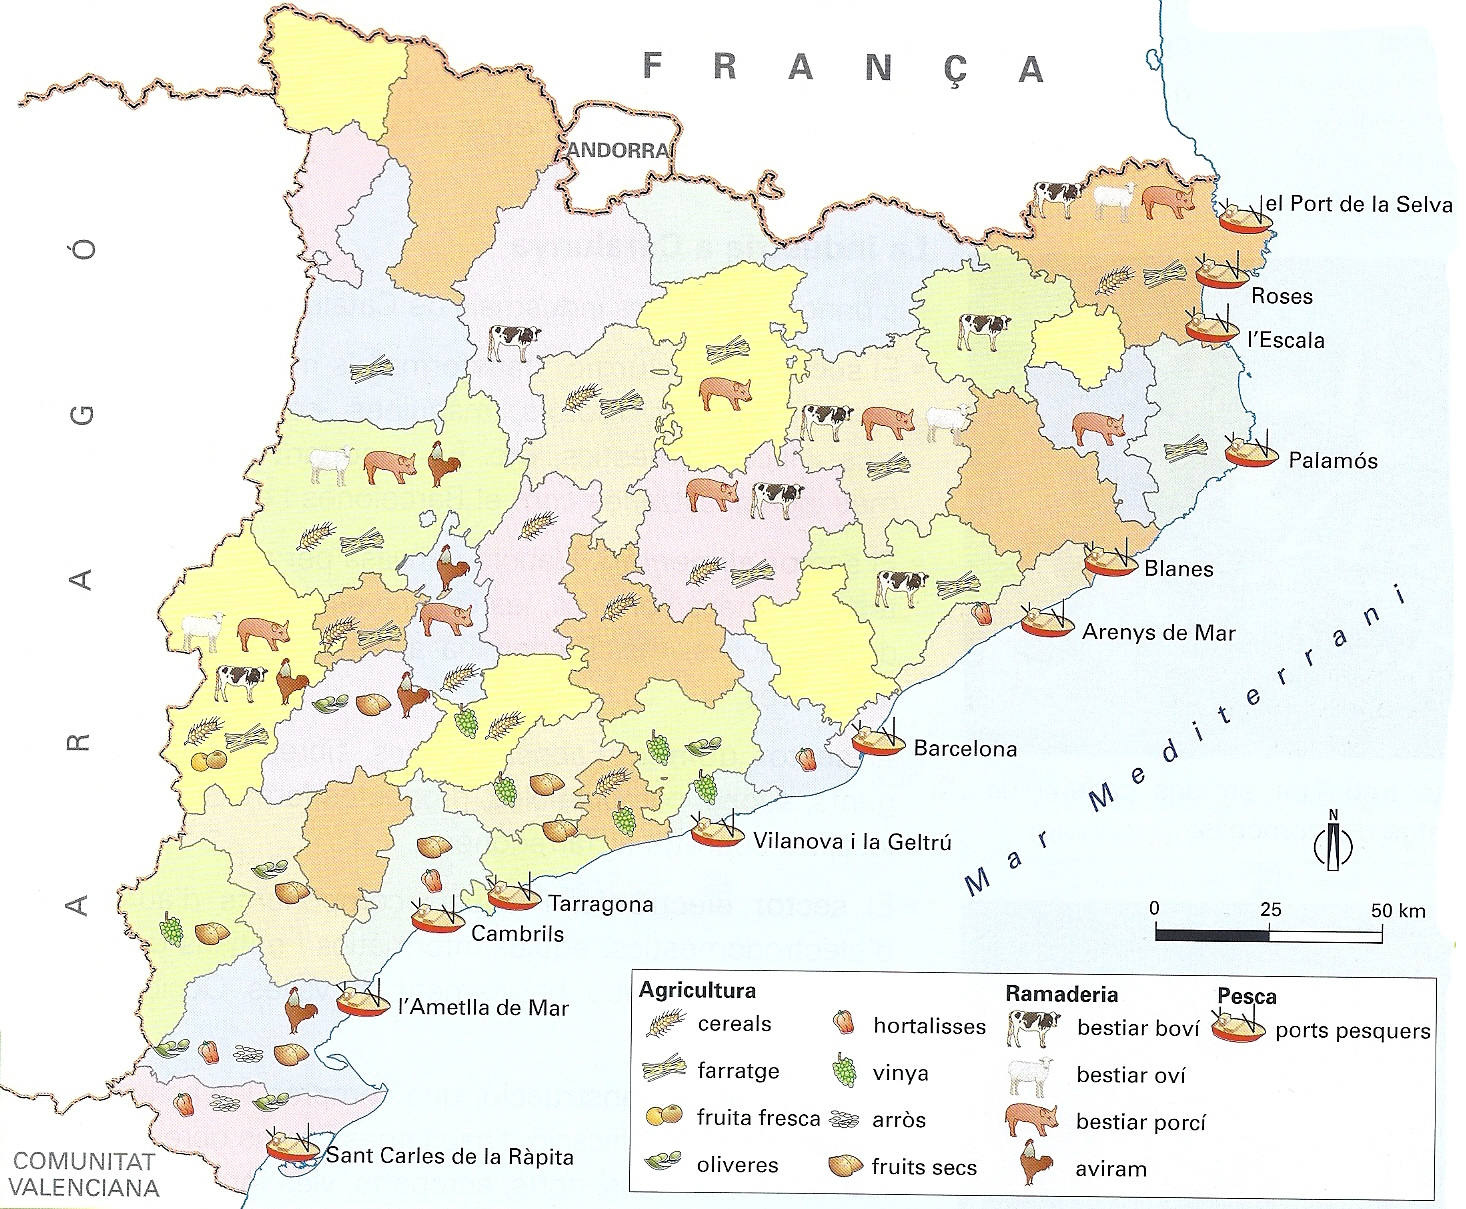 FRANÇA
ANDORRA
ARAGÓ
el Port de la Selva
Roses
l'Escala
Palamós
Blanes
Arenys de Mar
Barcelona
Vilanova i la Geltrú
Tarragona
Cambrils
l'Ametlla de Mar
Sant Carles de la Ràpita
Mar Mediterrani
COMUNITAT
VALENCIANA
N
0 25 50 km
Agricultura
cereals
farratge
fruita fresca
oliveres
hortalisses
vinya
arròs
fruits secs
Ramaderia
bestiar boví
bestiar oví
bestiar porcí
aviram
Pesca
ports pesquers